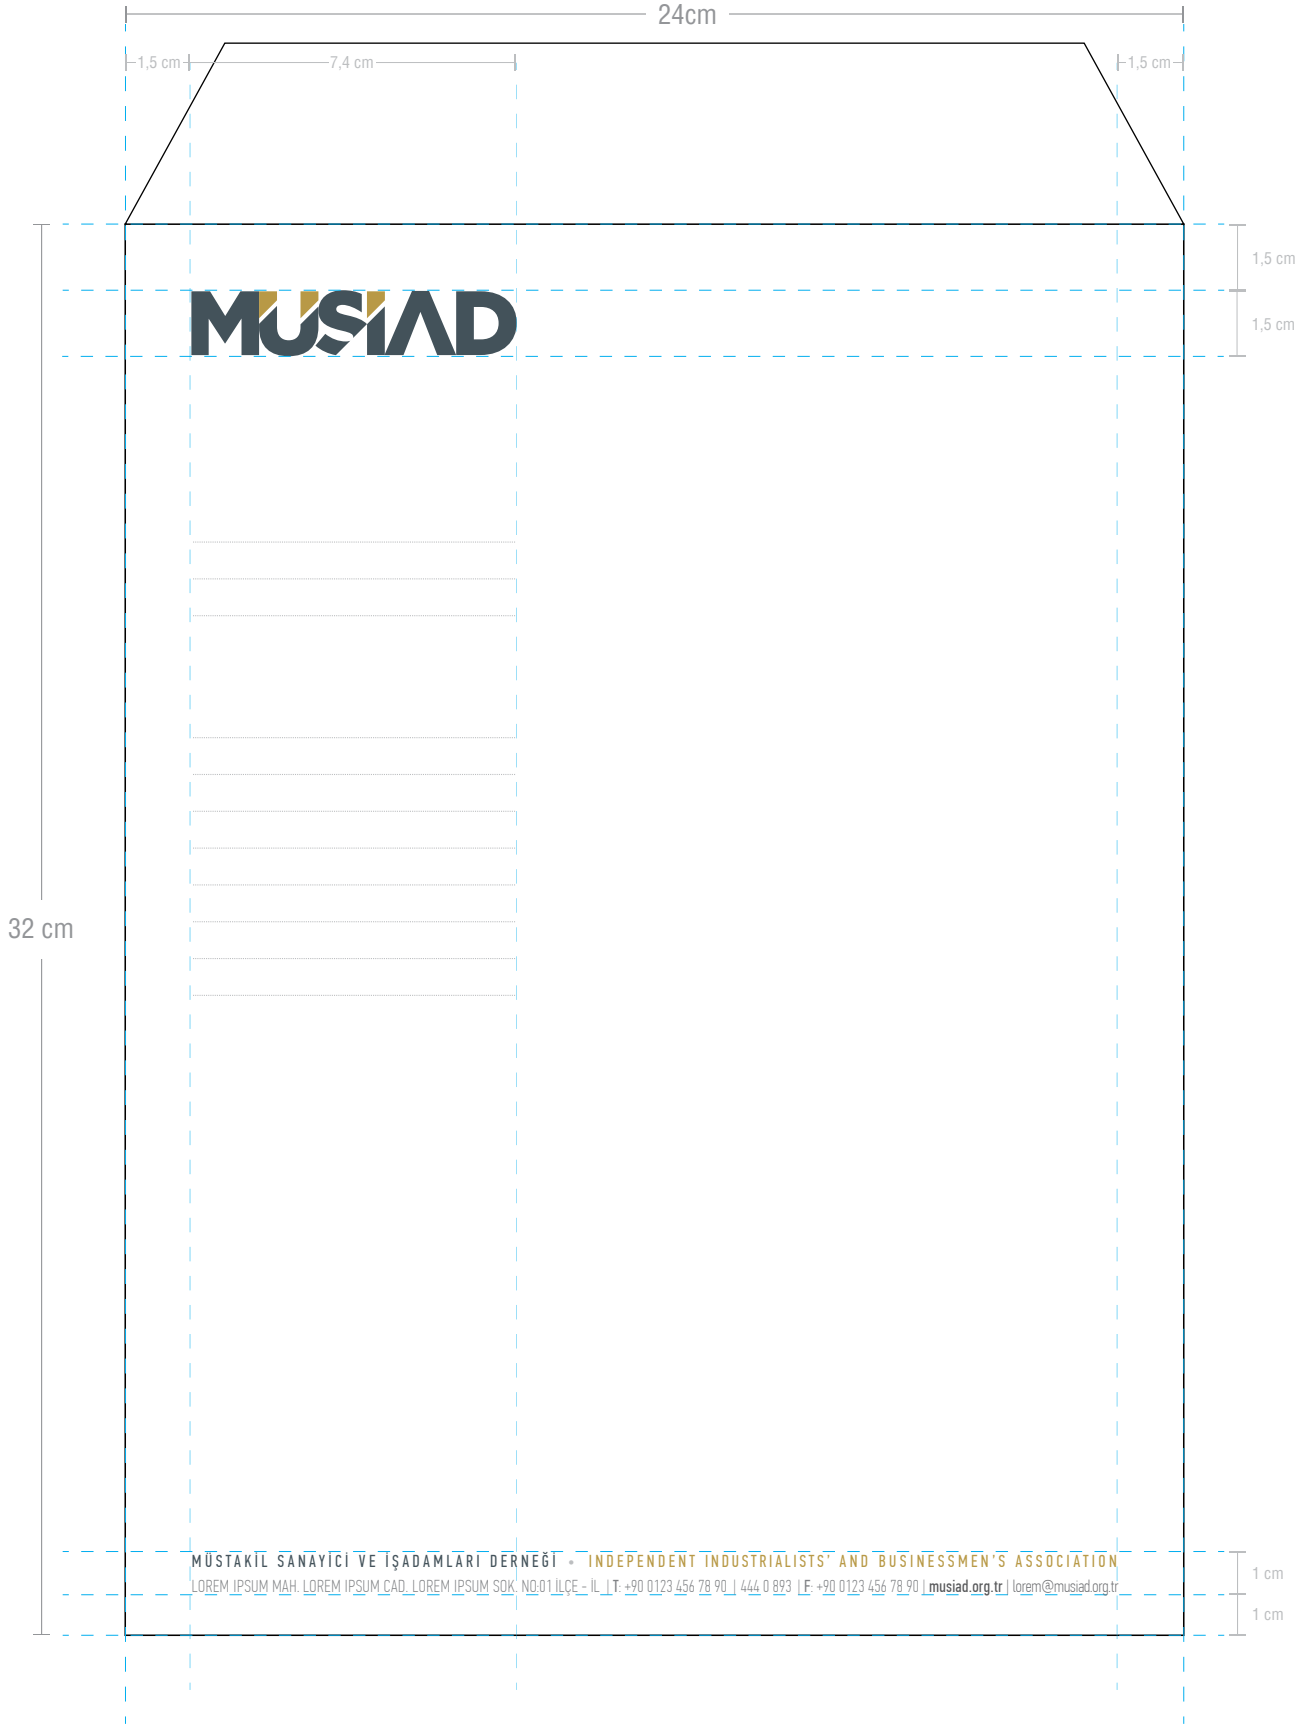 24cm
1,5 cm 7,4 cm 1,5 cm
1,5 cm
MUSIAD
1,5 cm
32 cm
MÜSTAKİL SANAYİCİ VE İŞADAMLARI DERNEĞİ • INDEPENDENT INDUSTRIALISTS' AND BUSINESSMEN'S ASSOCIATION
1 cm
LOREM IPSUM MAH. LOREM IPSUM CAD. LOREM IPSUM SOK. NO:01 İLÇE - İL | T: +90 0123 456 78 90 | 444 0 893 | F: +90 0123 456 78 90 | musiad.org.tr | lorem@musiad.org.tr
1 cm